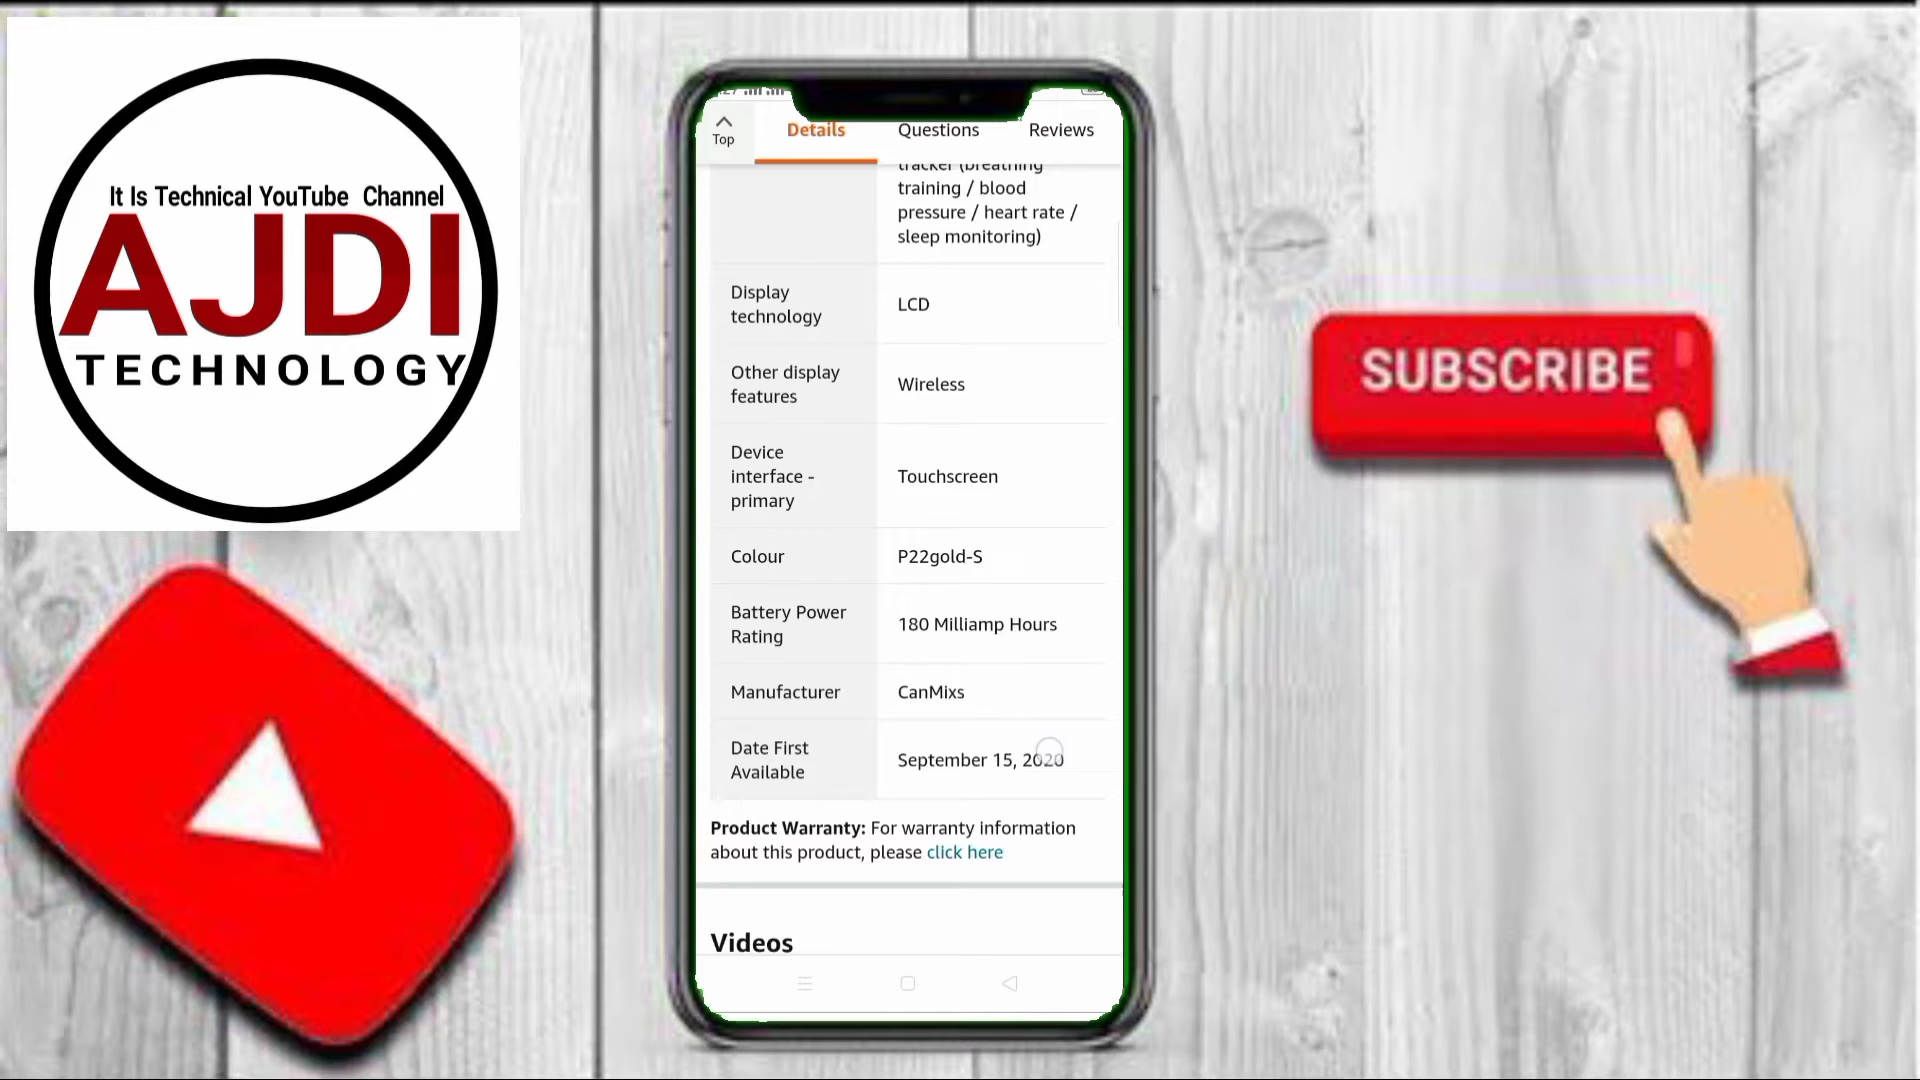 It Is Technical YouTube Channel
AJDI
TECHNOLOGY
Top
Details
Questions
Reviews
tracker (breathing
training / blood
pressure / heart rate /
sleep monitoring)
Display
technology
LCD
Other display
features
Wireless
Device
interface -
primary
Touchscreen
Colour
P22gold-S
Battery Power
Rating
180 Milliamp Hours
Manufacturer
CanMixs
Date First
Available
September 15, 2020
Product Warranty: For warranty information
about this product, please click here
Videos
SUBSCRIBE